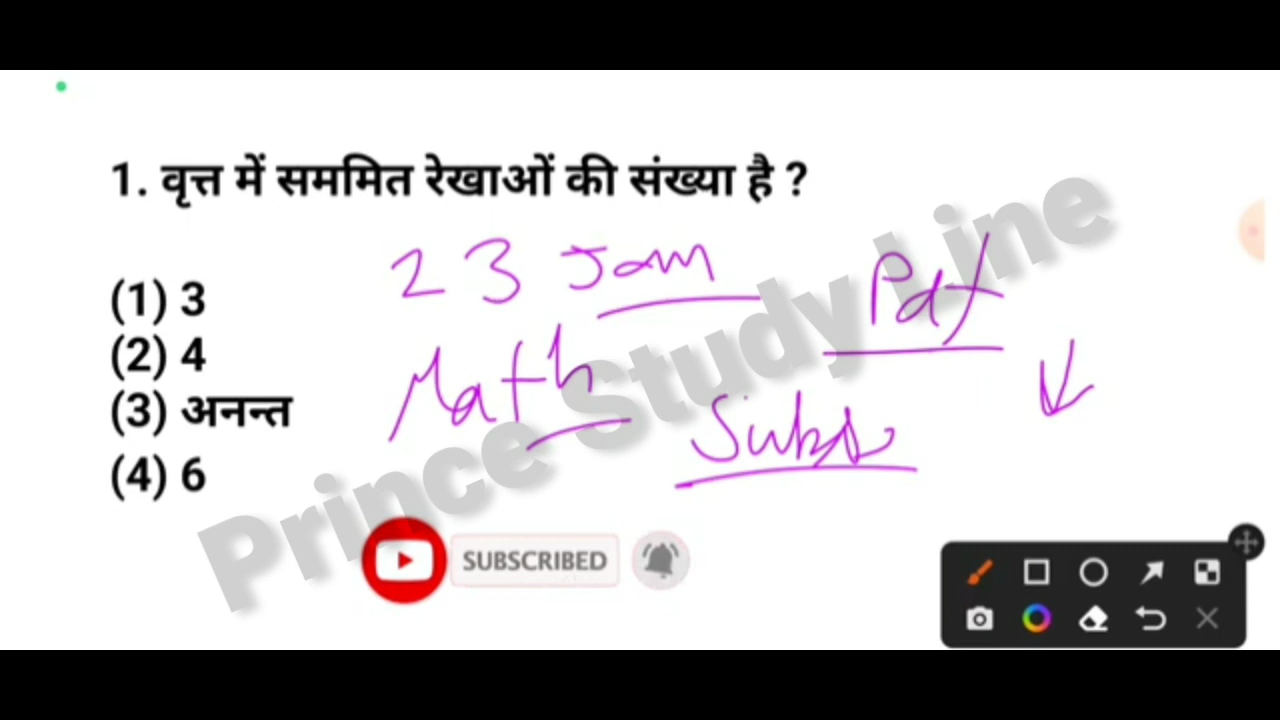 1. वृत्त में सममित रेखाओं की संख्या है ?
23 Jan
Pdf
(1) 3
(2) 4
Math
(3) अनन्त
Subs
(4) 6
Prince Study Line
SUBSCRIBED